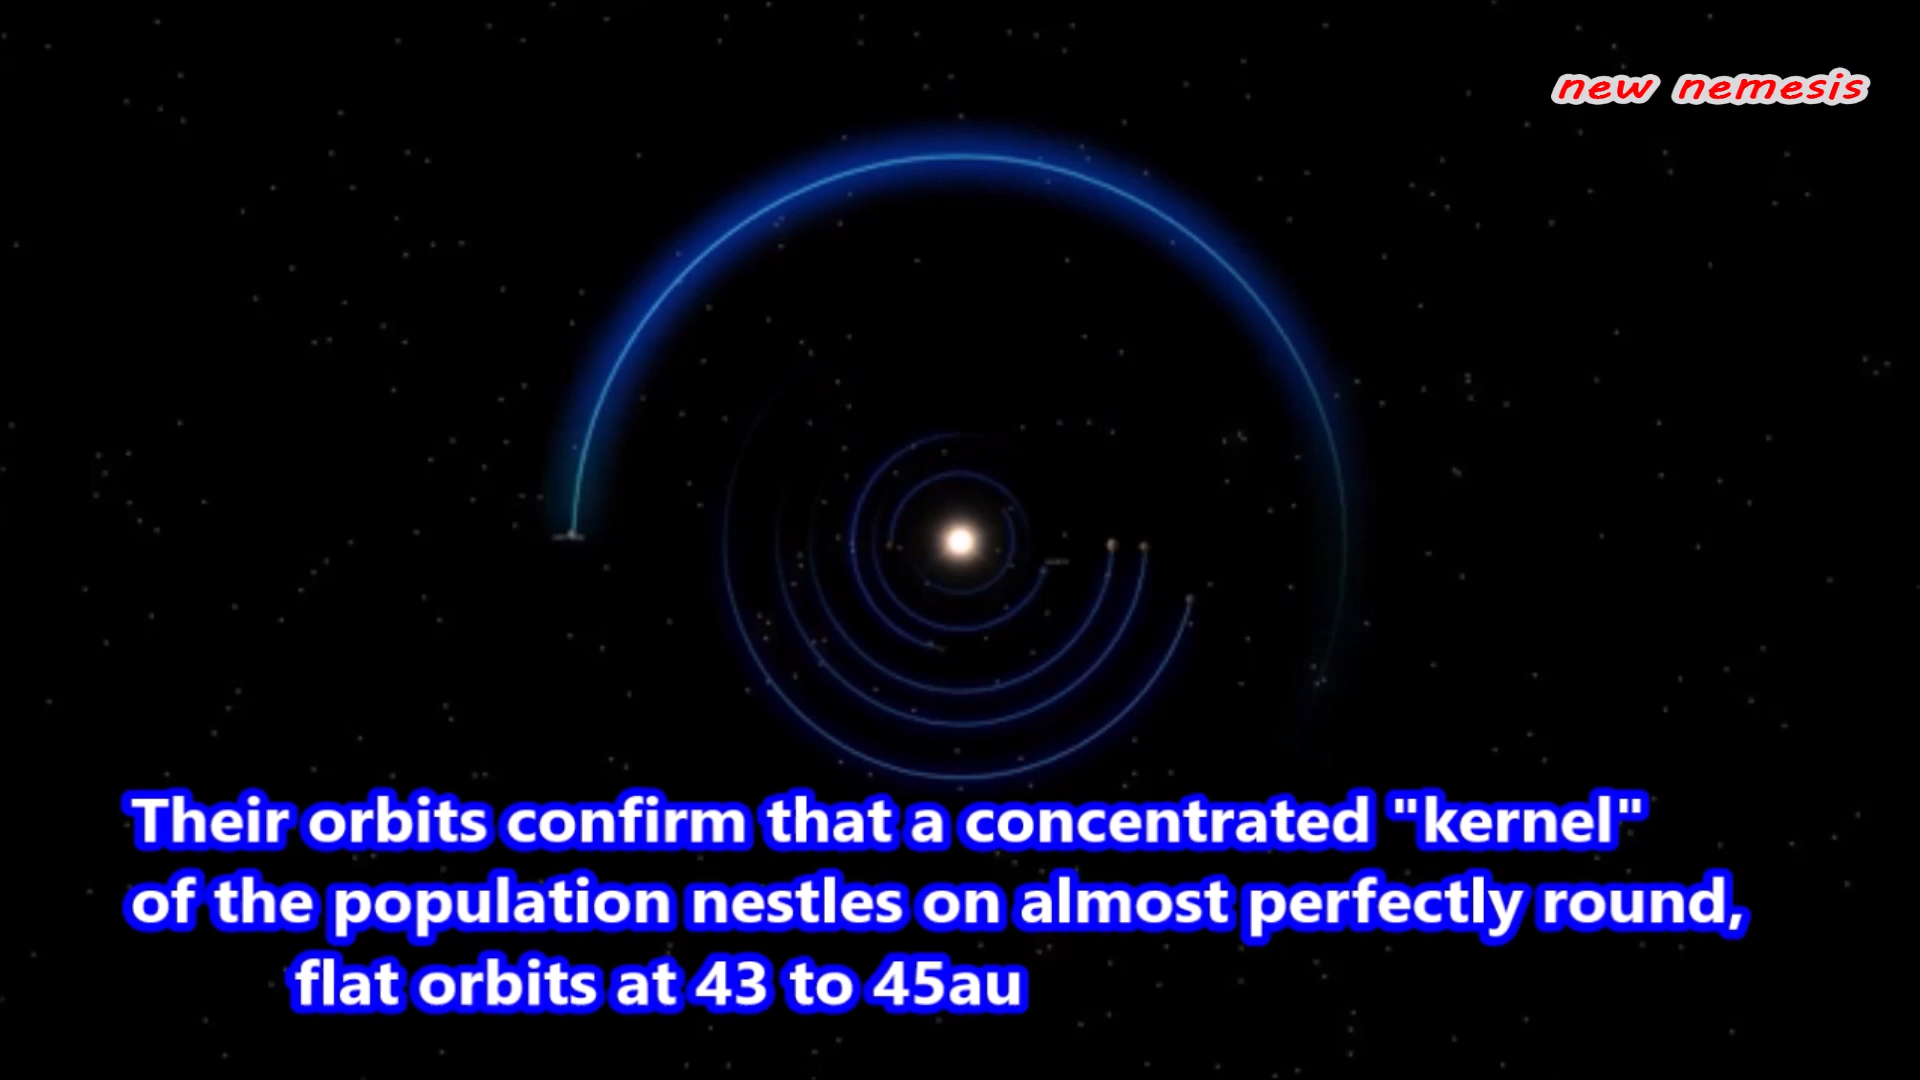 new nemesis
Their orbits confirm that a concentrated "kernel"
of the population nestles on almost perfectly round,
flat orbits at 43 to 45au